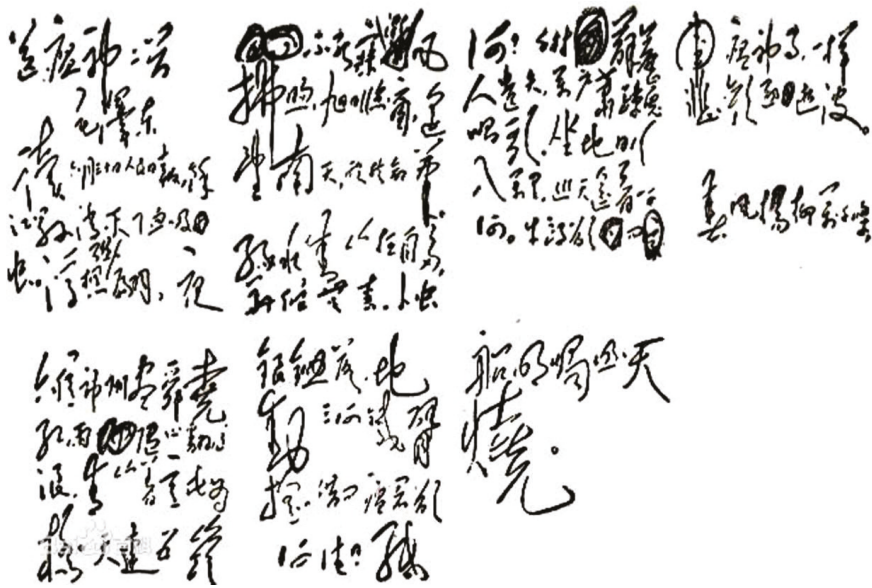 送瘟神二首
毛泽东
读六月三十日人民日报,余
江县消灭了血吸
虫。浮想联翩,一夜
不寐。微风
拂煦,旭日临窗,遥
望南天,欣然命笔。
绿水青山枉自多,
华佗无奈小虫
何!千村薜苈
人遗矢,万户萧疏鬼
唱歌。坐地日行
八万里,巡天遥看一千
河。牛郎欲问
瘟神事,一样
悲欢逐逝波。
春风杨柳万千条
六亿神州尽舜尧
红雨随心翻作
浪,青山着意化为
桥。天连五岭
银锄落,地
动三河铁臂
摇。借问瘟君欲
何往?纸
船明烛照天
烧。